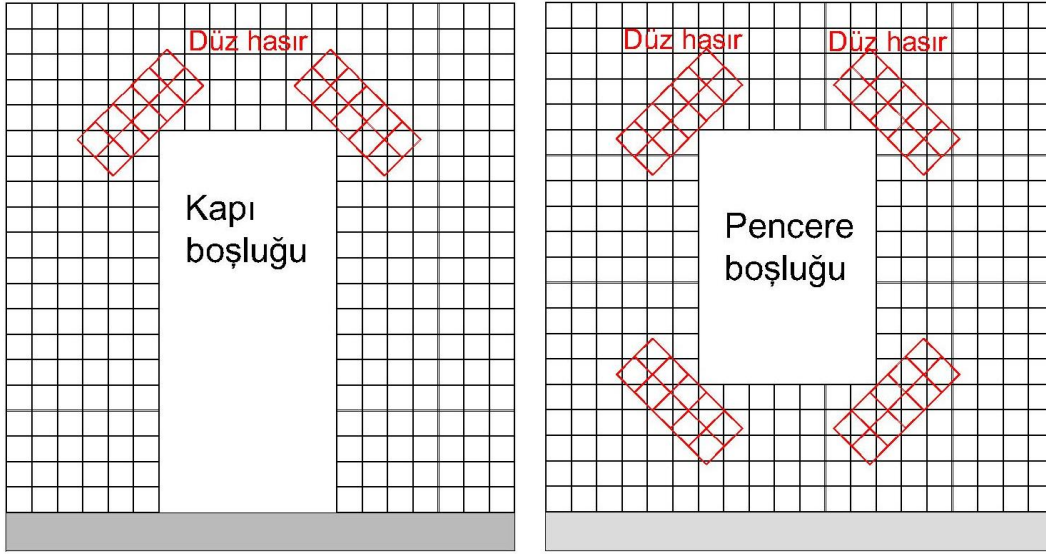 Düz hasır
Kapı
boşluğu
Düz hasır
Düz hasır
Pencere
boşluğu